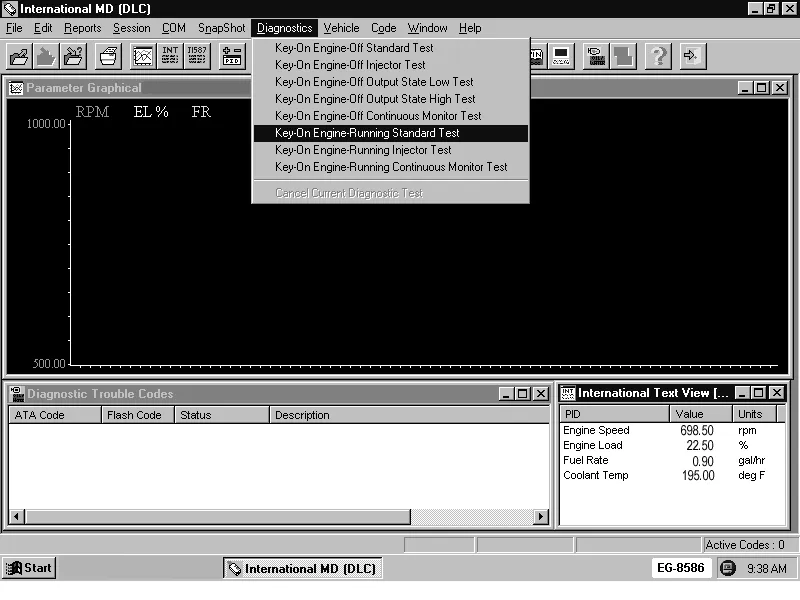 International MD (DLC)
File Edit Reports Session COM SnapShot Diagnostics Vehicle Code Window Help
Key-On Engine-Off Standard Test
Key-On Engine-Off Injector Test
Key-On Engine-Off Output State Low Test
Key-On Engine-Off Output State High Test
Key-On Engine-Off Continuous Monitor Test
Key-On Engine-Running Standard Test
Key-On Engine-Running Injector Test
Key-On Engine-Running Continuous Monitor Test
Cancel Current Diagnostic Test
INT J1587 PID
Parameter Graphical
RPM EL % FR
1000.00
500.00
Diagnostic Trouble Codes
ATA Code Flash Code Status Description
International Text View [...
PID Value Units
Engine Speed 698.50 rpm
Engine Load 22.50 %
Fuel Rate 0.90 gal/hr
Coolant Temp 195.00 deg F
Active Codes : 0
Start International MD (DLC) EG-8586 9:38 AM